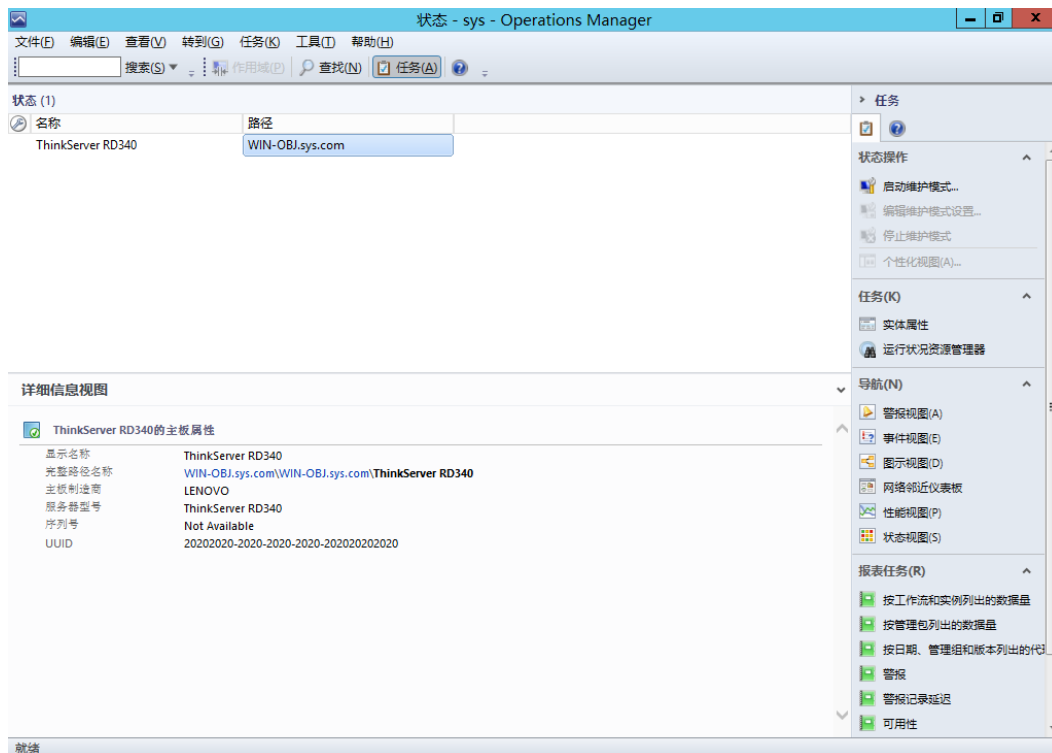 状态 - sys - Operations Manager
文件(F) 编辑(E) 查看(V) 转到(G) 任务(K) 工具(T) 帮助(H)
搜索(S) 作用域(P) 查找(N) 任务(A)
状态 (1)
名称 路径
ThinkServer RD340 WIN-OBJ.sys.com
详细信息视图
ThinkServer RD340的主板属性
显示名称 ThinkServer RD340
完整路径名称 WIN-OBJ.sys.com\WIN-OBJ.sys.com\ThinkServer RD340
主板制造商 LENOVO
服务器型号 ThinkServer RD340
序列号 Not Available
UUID 20202020-2020-2020-2020-202020202020
任务
状态操作
启动维护模式...
编辑维护模式设置...
停止维护模式
个性化视图(A)...
任务(K)
实体属性
运行状况资源管理器
导航(N)
警报视图(A)
事件视图(E)
图示视图(D)
网络邻近仪表板
性能视图(P)
状态视图(S)
报表任务(R)
按工作流和实例列出的数据量
按管理包列出的数据量
按日期、管理组和版本列出的代
警报
警报记录延迟
可用性
就绪